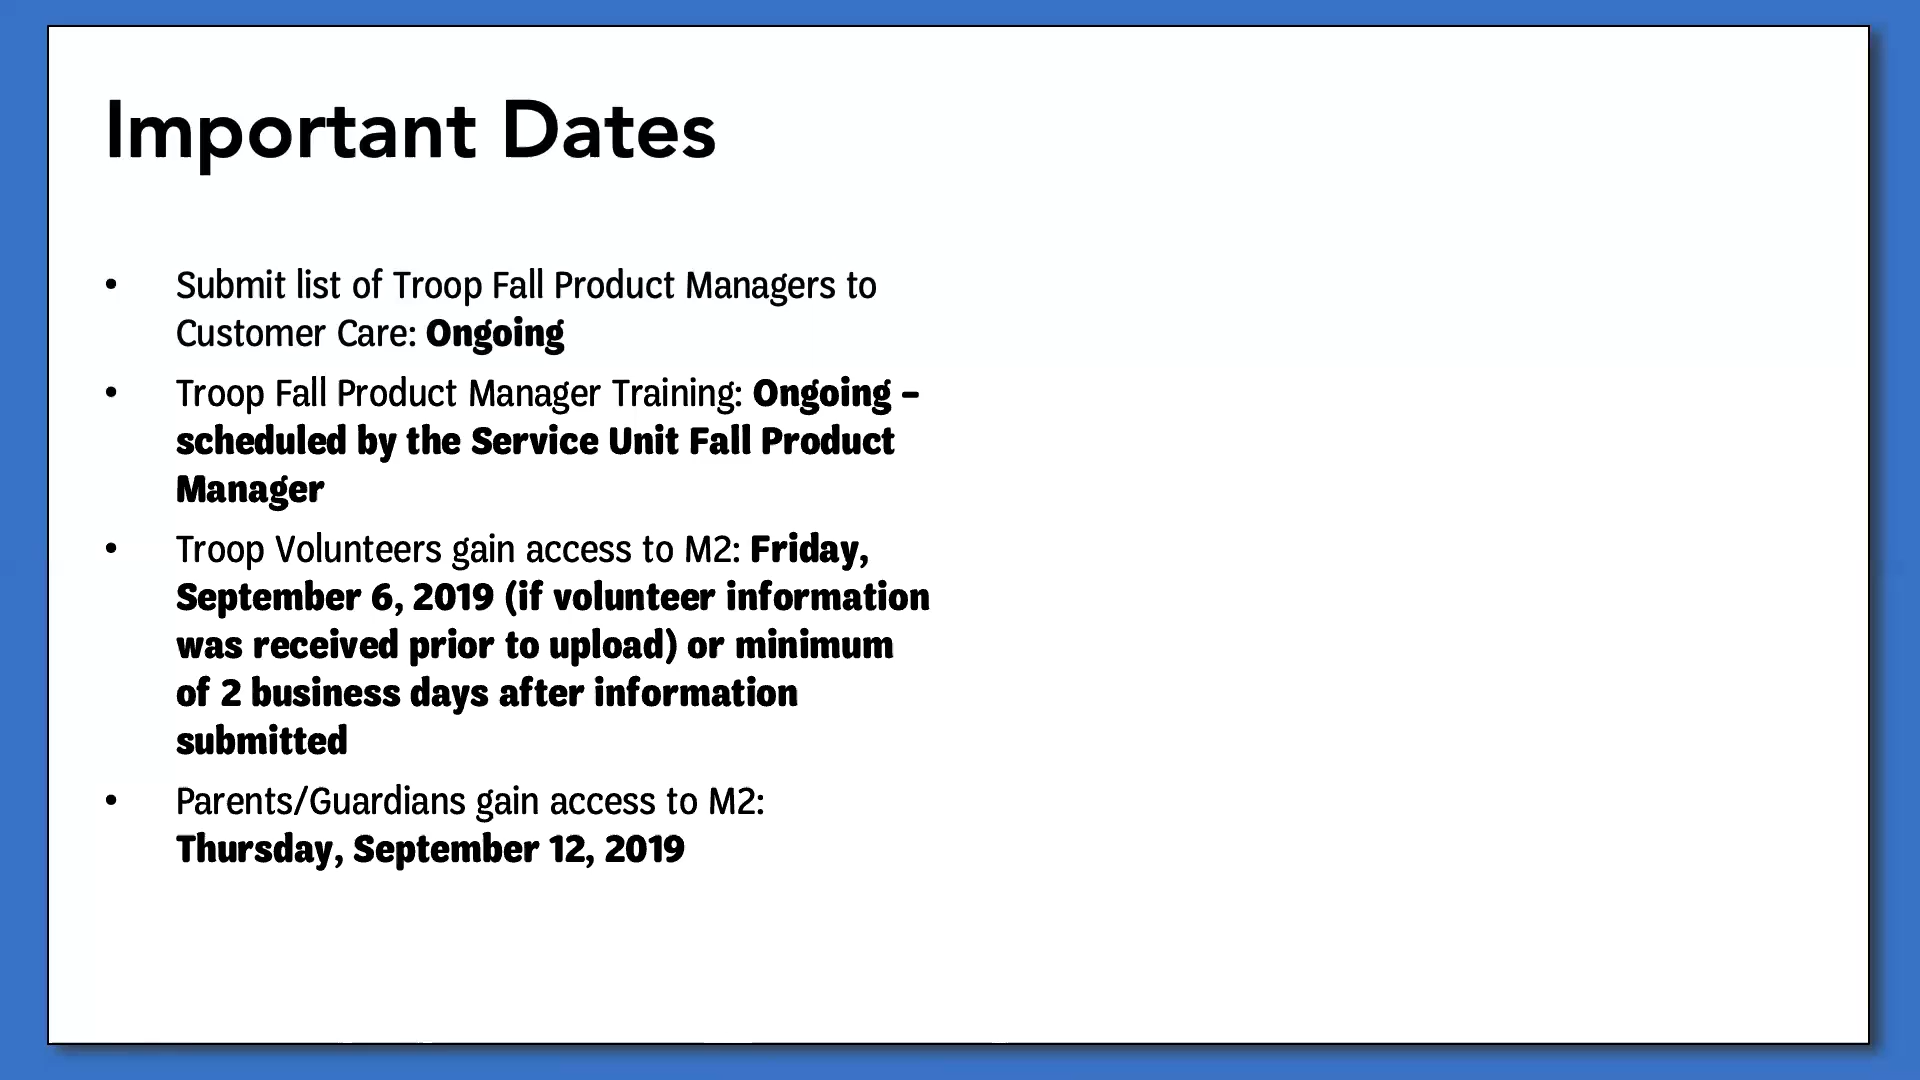 Important Dates
• Submit list of Troop Fall Product Managers to
Customer Care: Ongoing
• Troop Fall Product Manager Training: Ongoing –
scheduled by the Service Unit Fall Product
Manager
• Troop Volunteers gain access to M2: Friday,
September 6, 2019 (if volunteer information
was received prior to upload) or minimum
of 2 business days after information
submitted
• Parents/Guardians gain access to M2:
Thursday, September 12, 2019